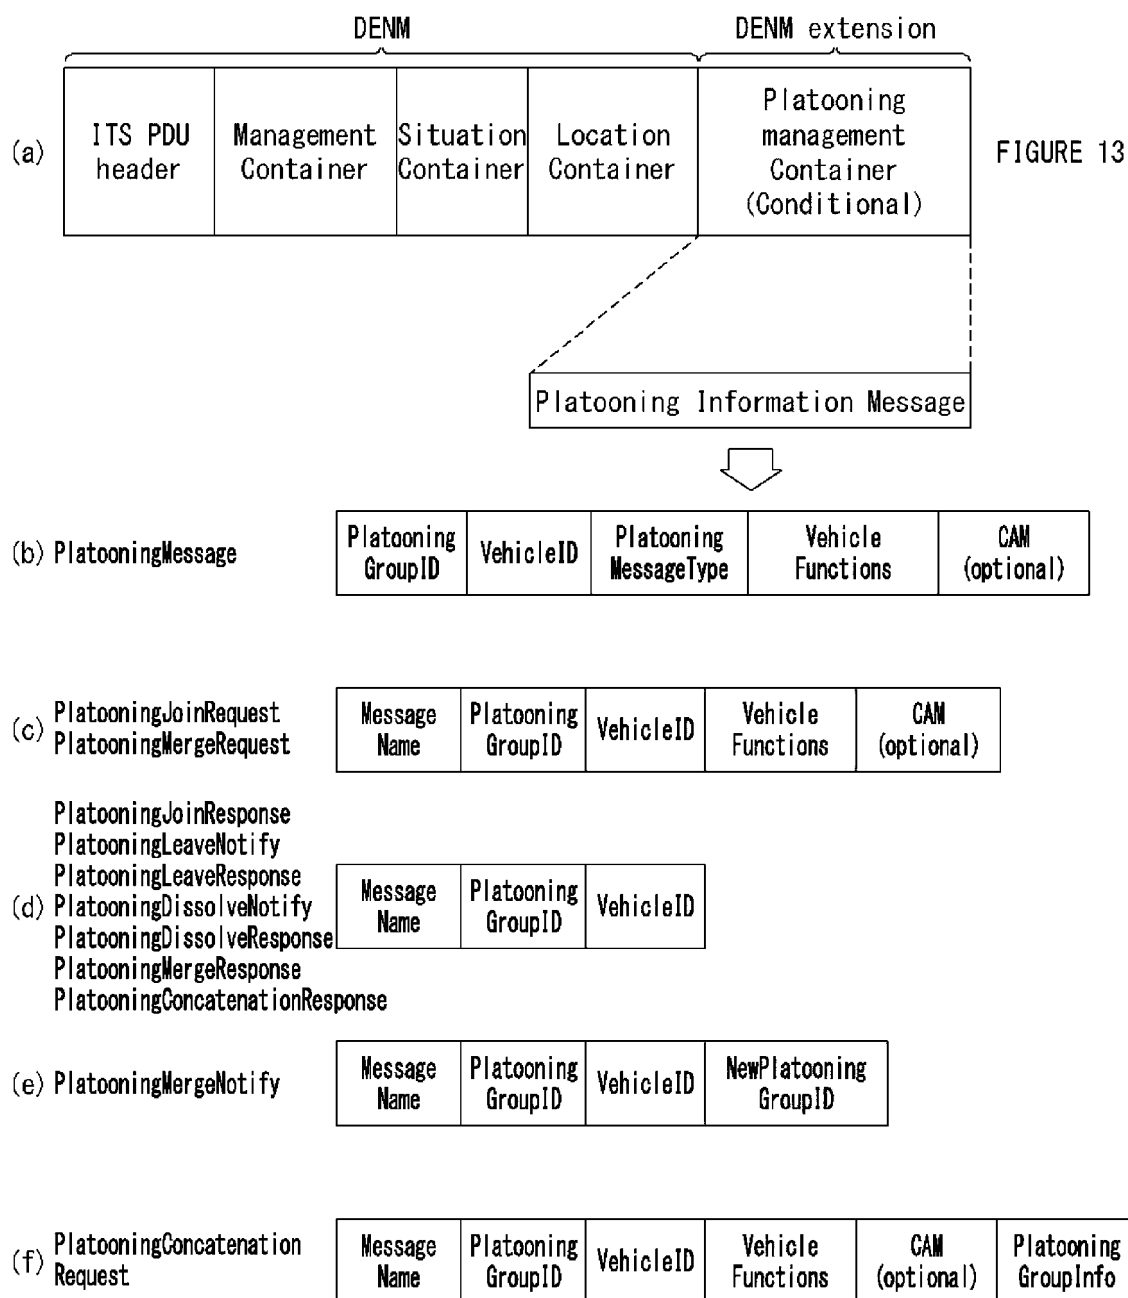 DENM
DENM extension
(a)
ITS PDU
header
Management
Container
Situation
Container
Location
Container
Platooning
management
Container
(Conditional)
FIGURE 13
Platooning Information Message
(b) PlatooningMessage
Platooning
GroupID
VehicleID
Platooning
MessageType
Vehicle
Functions
CAM
(optional)
(c)
PlatooningJoinRequest
PlatooningMergeRequest
Message
Name
Platooning
GroupID
VehicleID
Vehicle
Functions
CAM
(optional)
(d)
PlatooningJoinResponse
PlatooningLeaveNotify
PlatooningLeaveResponse
PlatooningDissolveNotify
PlatooningDissolveResponse
PlatooningMergeResponse
PlatooningConcatenationResponse
Message
Name
Platooning
GroupID
VehicleID
(e) PlatooningMergeNotify
Message
Name
Platooning
GroupID
VehicleID
NewPlatooning
GroupID
(f)
PlatooningConcatenation
Request
Message
Name
Platooning
GroupID
VehicleID
Vehicle
Functions
CAM
(optional)
Platooning
GroupInfo